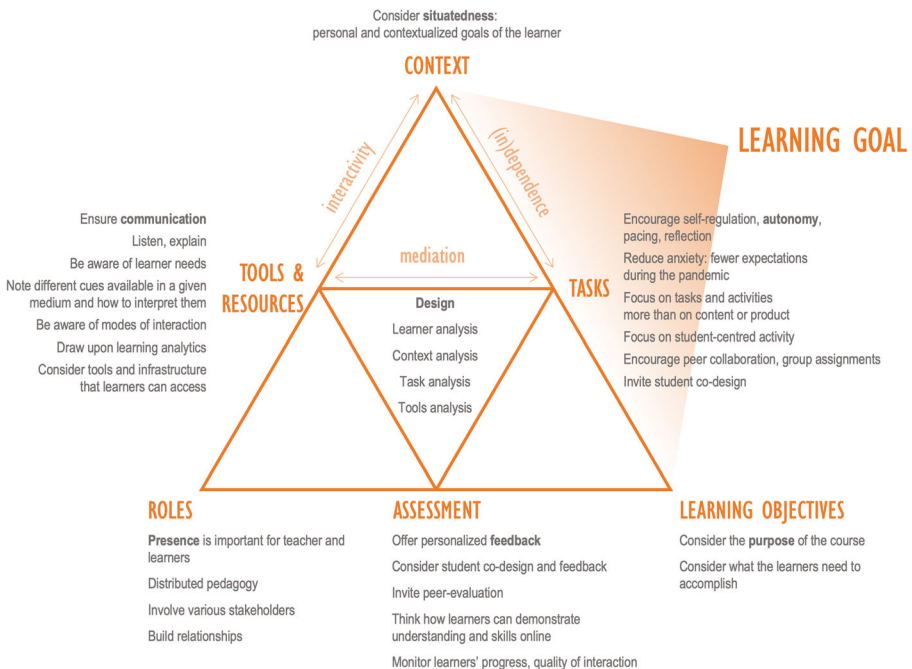 Consider situatedness:
personal and contextualized goals of the learner
CONTEXT
interactivity
(in)dependence
LEARNING GOAL
Ensure communication
Listen, explain
Be aware of learner needs
Note different cues available in a given
medium and how to interpret them
Be aware of modes of interaction
Draw upon learning analytics
Consider tools and infrastructure
that learners can access
TOOLS &
RESOURCES
mediation
TASKS
Encourage self-regulation, autonomy,
pacing, reflection
Reduce anxiety: fewer expectations
during the pandemic
Focus on tasks and activities
more than on content or product
Focus on student-centred activity
Encourage peer collaboration, group assignments
Invite student co-design
Design
Learner analysis
Context analysis
Task analysis
Tools analysis
ROLES
Presence is important for teacher and
learners
Distributed pedagogy
Involve various stakeholders
Build relationships
ASSESSMENT
Offer personalized feedback
Consider student co-design and feedback
Invite peer-evaluation
Think how learners can demonstrate
understanding and skills online
Monitor learners' progress, quality of interaction
LEARNING OBJECTIVES
Consider the purpose of the course
Consider what the learners need to
accomplish